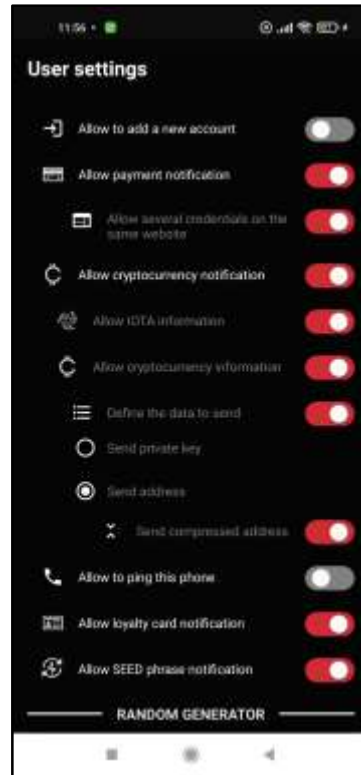 11:56
User settings
Allow to add a new account
Allow payment notification
Allow several credentials on the
same website
Allow cryptocurrency notification
Allow IOTA information
Allow cryptocurrency information
Define the data to send
Send private key
Send address
Send compressed address
Allow to ping this phone
Allow loyalty card notification
Allow SEED phrase notification
RANDOM GENERATOR